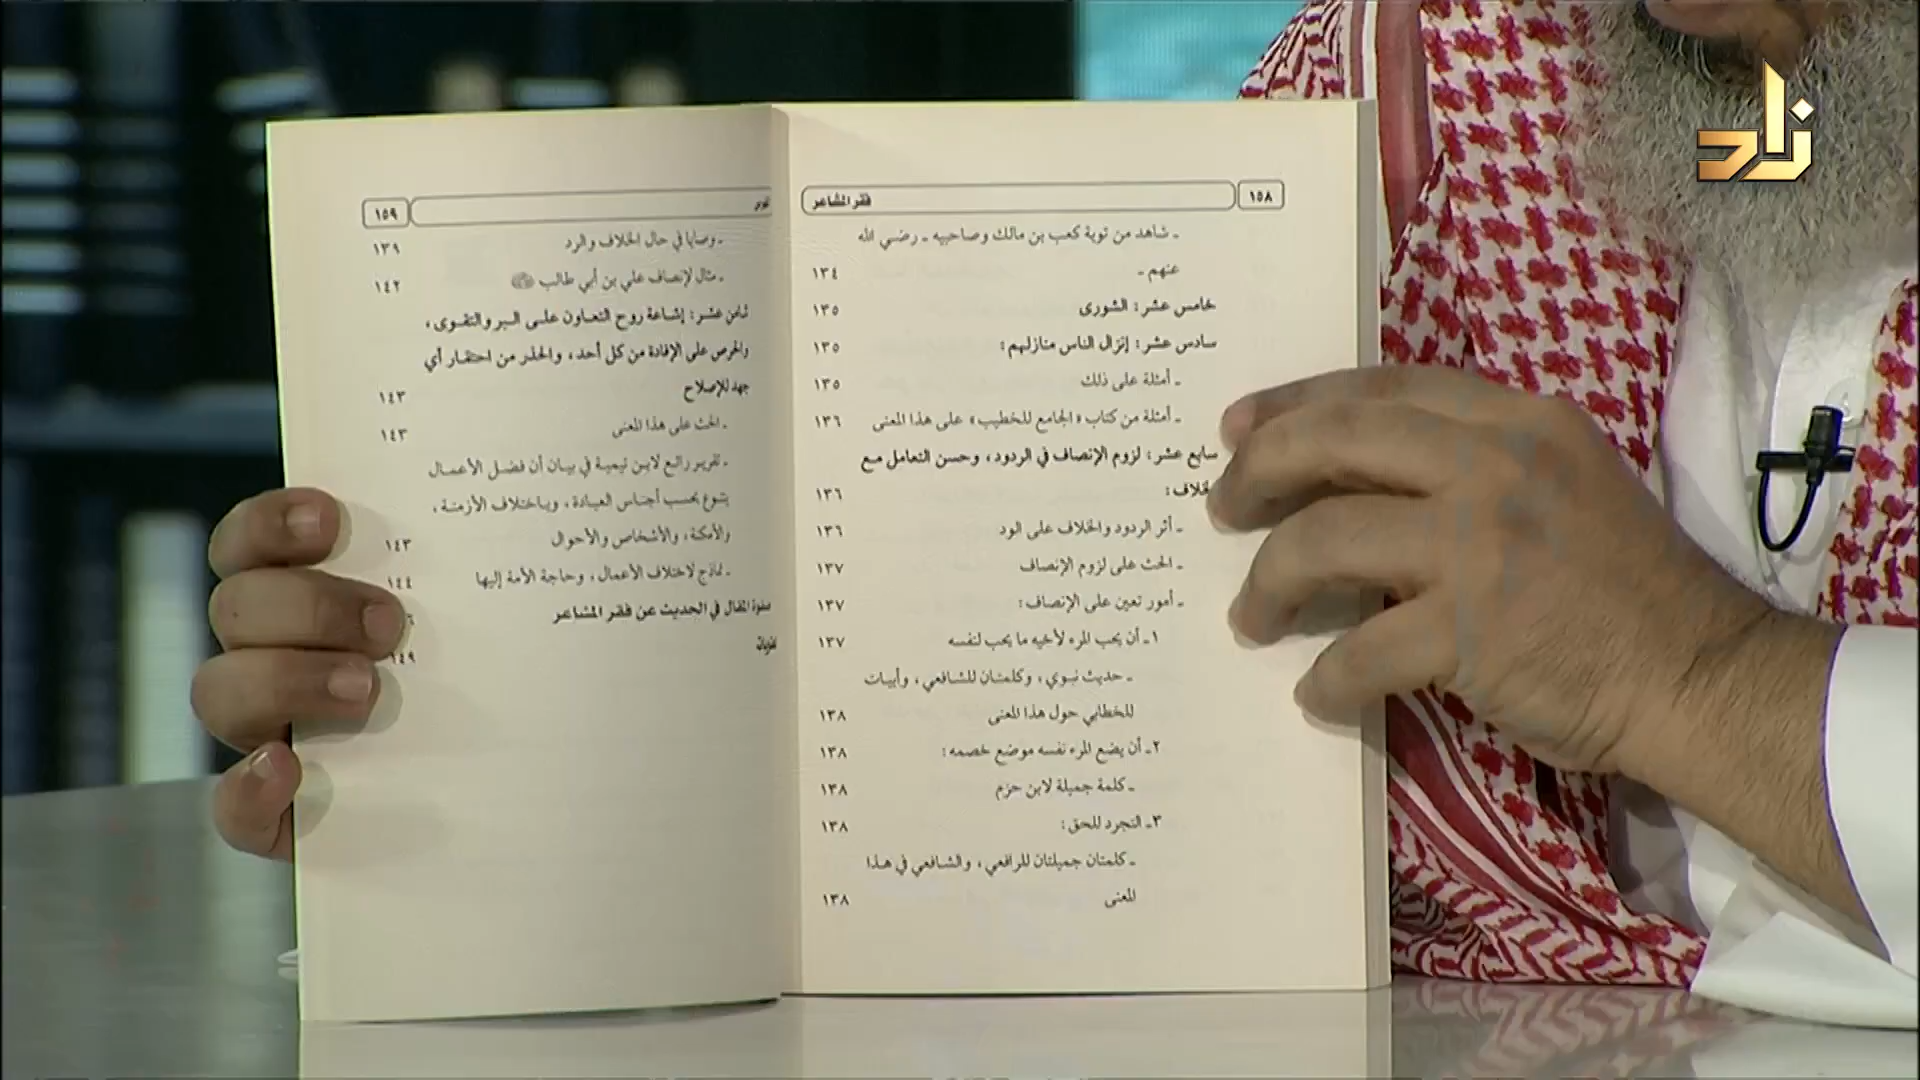 زاد
١٥٨
فقر المشاعر
ـ شاهد من توبة كعب بن مالك وصاحبيه ـ رضي الله
عنهم ـ ١٣٤
خامس عشر: الشورى ١٣٥
سادس عشر: إنزال الناس منازلهم: ١٣٥
ـ أمثلة على ذلك ١٣٥
ـ أمثلة من كتاب «الجامع للخطيب» على هذا المعنى ١٣٦
سابع عشر: لزوم الإنصاف في الردود، وحسن التعامل مع
١٣٦
ـ أثر الردود والخلاف على الود ١٣٦
ـ الحث على لزوم الإنصاف ١٣٧
ـ أمور تعين على الإنصاف: ١٣٧
١ـ أن يحب المرء لأخيه ما يحب لنفسه ١٣٧
ـ حديث نبوي، وكلمتان للشافعي، وأبيات
للخطابي حول هذا المعنى ١٣٨
٢ـ أن يضع المرء نفسه موضع خصمه: ١٣٨
ـ كلمة جميلة لابن حزم ١٣٨
٣ـ التجرد للحق: ١٣٨
ـ كلمتان جميلتان للرافعي، والشافعي في هذا
المعنى ١٣٨
١٥٩
ـ وصايا في حال الخلاف والرد ١٣٩
ـ مثال لإنصاف علي بن أبي طالب ١٤٢
ثامن عشر: إشاعة روح التعاون على البر والتقوى،
والحرص على الإفادة من كل أحد، والحذر من احتقار أي
جهد للإصلاح ١٤٣
ـ الحث على هذا المعنى ١٤٣
ـ تقرير رائع لابن تيمية في بيان أن فضل الأعمال
يتنوع بحسب أجناس العبادة، وباختلاف الأزمنة،
والأمكنة، والأشخاص والأحوال ١٤٣
ـ نماذج لاختلاف الأعمال، وحاجة الأمة إليها ١٤٤
صفوة المقال في الحديث عن فقر المشاعر
١٤٩